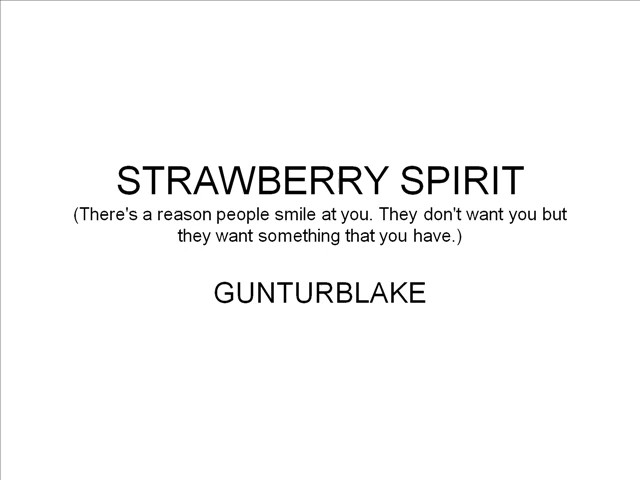 STRAWBERRY SPIRIT
(There's a reason people smile at you. They don't want you but
they want something that you have.)
GUNTURBLAKE